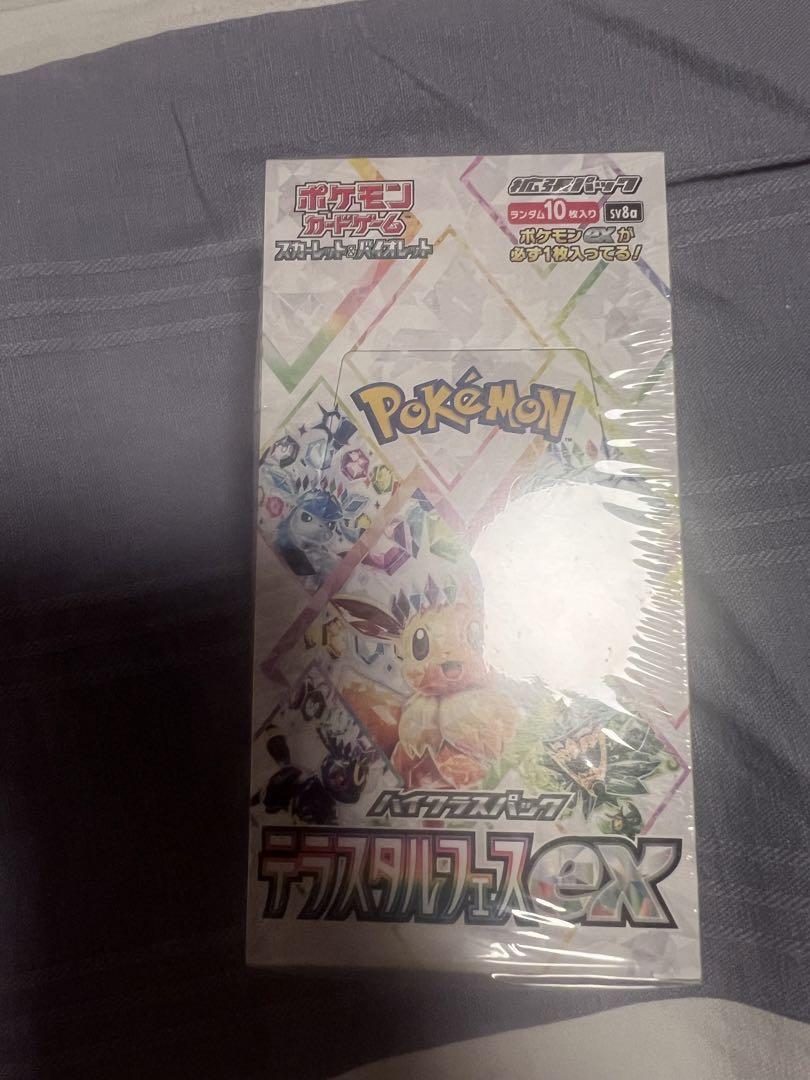 ポケモン
カードゲーム
スカーレット&バイオレット
拡張パック
ランダム10枚入り SV8a
ポケモンexが
必ず1枚入ってる!
POKéMON
TM
ハイクラスパック
テラスタルフェスex